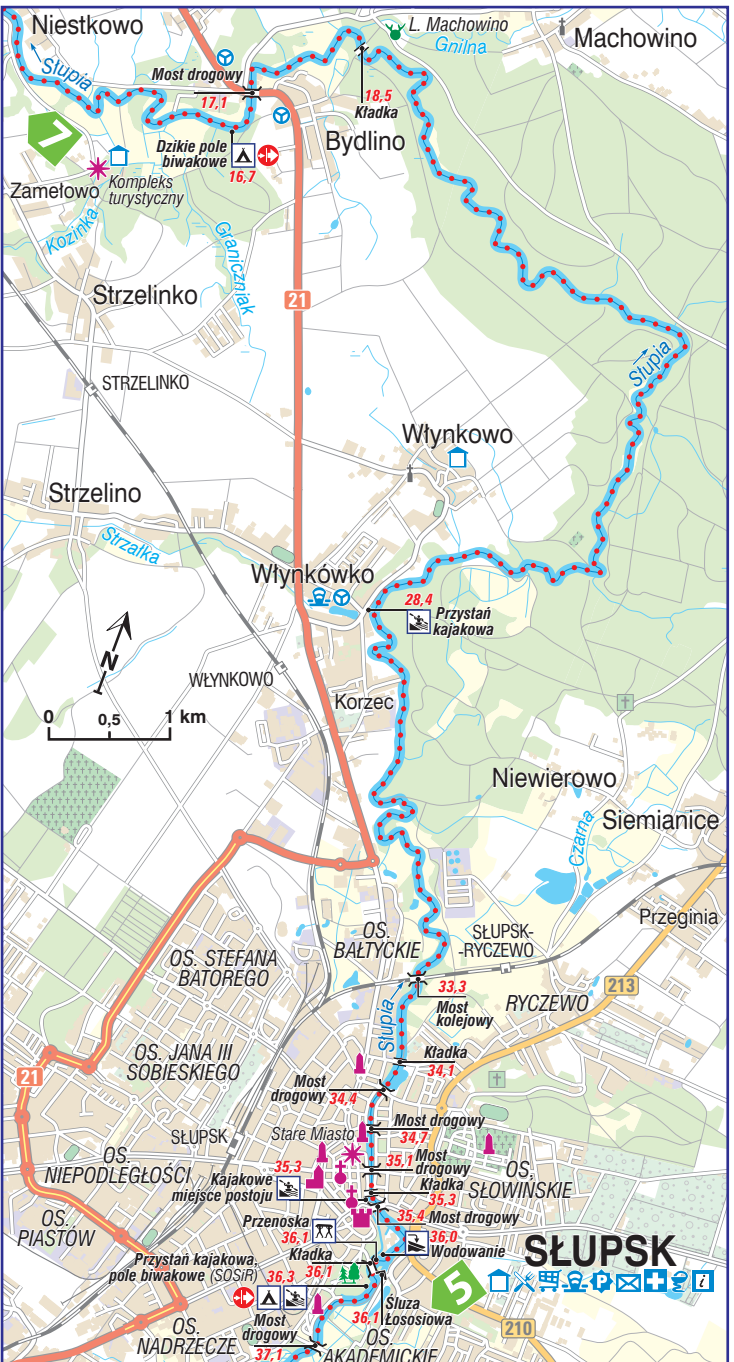 Niestkowo
L. Machowino
Gnilna
Machowino
Słupia
Most drogowy
17,1
18,5
Kładka
7
Bydlino
Dzikie pole
biwakowe
16,7
Zamełowo
Kompleks
turystyczny
Kozinka
Graniczniak
Strzelinko
21
Słupia
STRZELINKO
Włynkowo
Strzelino
Strzałka
Włynkówko
28,4
Przystań
kajakowa
N
WŁYNKOWO
Korzec
0
0,5
1 km
Niewierowo
Siemianice
Czarna
Przeginia
OS.
BAŁTYCKIE
SŁUPSK-
-RYCZEWO
OS. STEFANA
BATOREGO
33,3
Most
kolejowy
RYCZEWO
213
Słupia
OS. JANA III
SOBIESKIEGO
Kładka
34,1
21
Most
drogowy
34,4
Most drogowy
34,7
SŁUPSK
Stare Miasto
35,1
Most
drogowy
OS.
NIEPODLEGŁOŚCI
35,3
Kajakowe
miejsce postoju
Kładka
35,3
OS.
SŁOWIŃSKIE
35,4
Most drogowy
OS.
PIASTÓW
Przenoska
36,1
36,0
Wodowanie
SŁUPSK
Kładka
36,1
Przystań kajakowa,
pole biwakowe (SOSiR)
36,3
5
i
36,1
Śluza
Łososiowa
210
Most
drogowy
37,1
OS.
NADRZECZE
OS.
AKADEMICKIE